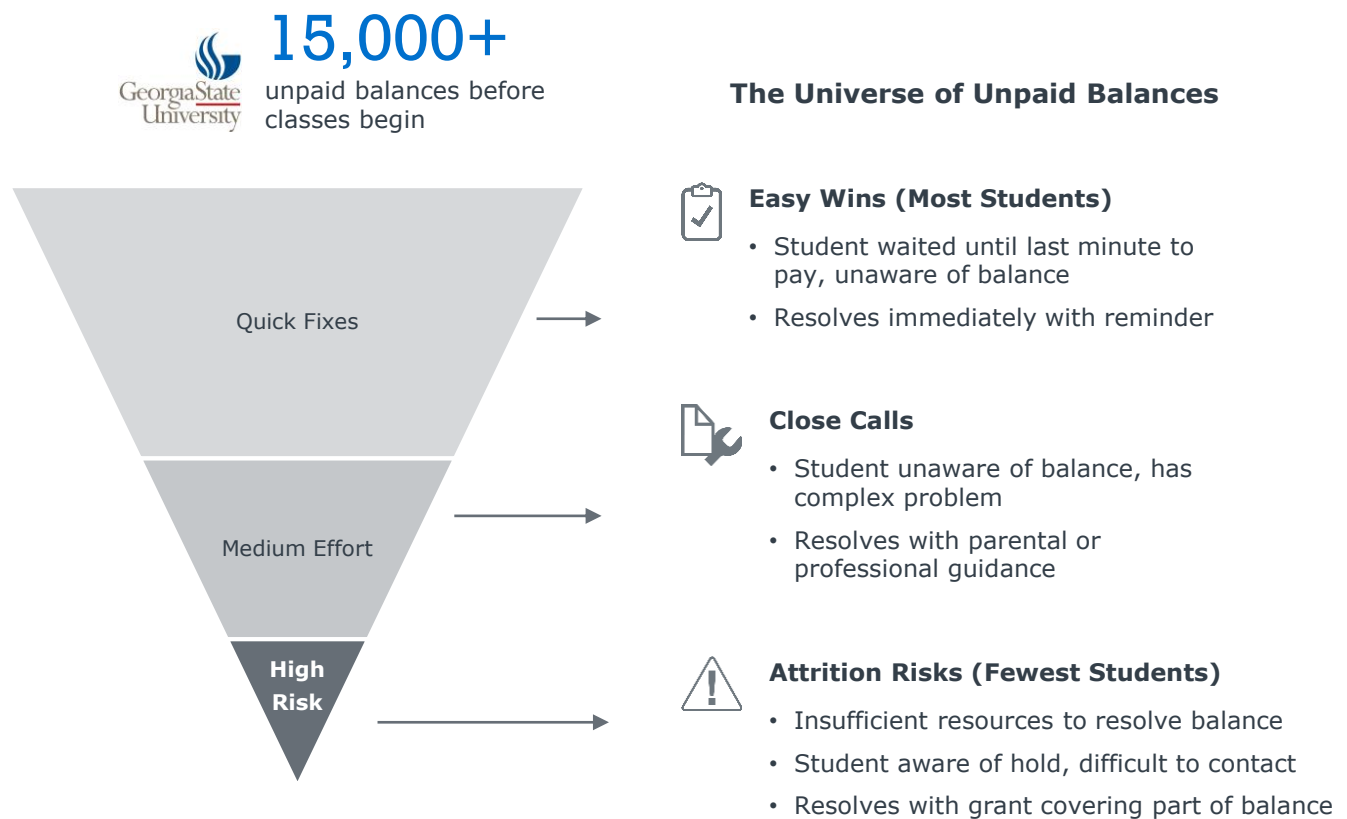 15,000+
GeorgiaState
University
unpaid balances before
classes begin
The Universe of Unpaid Balances
Quick Fixes
Easy Wins (Most Students)
• Student waited until last minute to
pay, unaware of balance
• Resolves immediately with reminder
Medium Effort
Close Calls
• Student unaware of balance, has
complex problem
• Resolves with parental or
professional guidance
High
Risk
Attrition Risks (Fewest Students)
• Insufficient resources to resolve balance
• Student aware of hold, difficult to contact
• Resolves with grant covering part of balance